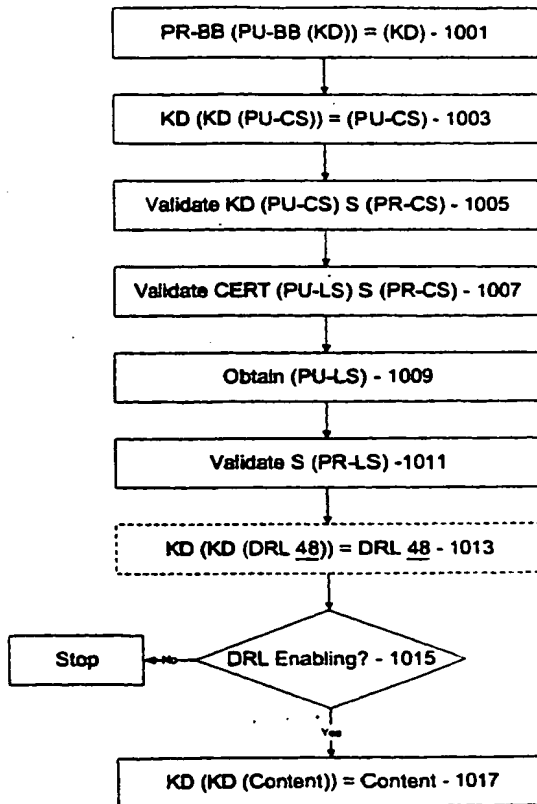 PR-BB (PU-BB (KD)) = (KD) - 1001
KD (KD (PU-CS)) = (PU-CS) - 1003
Validate KD (PU-CS) S (PR-CS) - 1005
Validate CERT (PU-LS) S (PR-CS) - 1007
Obtain (PU-LS) - 1009
Validate S (PR-LS) -1011
KD (KD (DRL 48)) = DRL 48 - 1013
DRL Enabling? - 1015
No
Stop
Yes
KD (KD (Content)) = Content - 1017